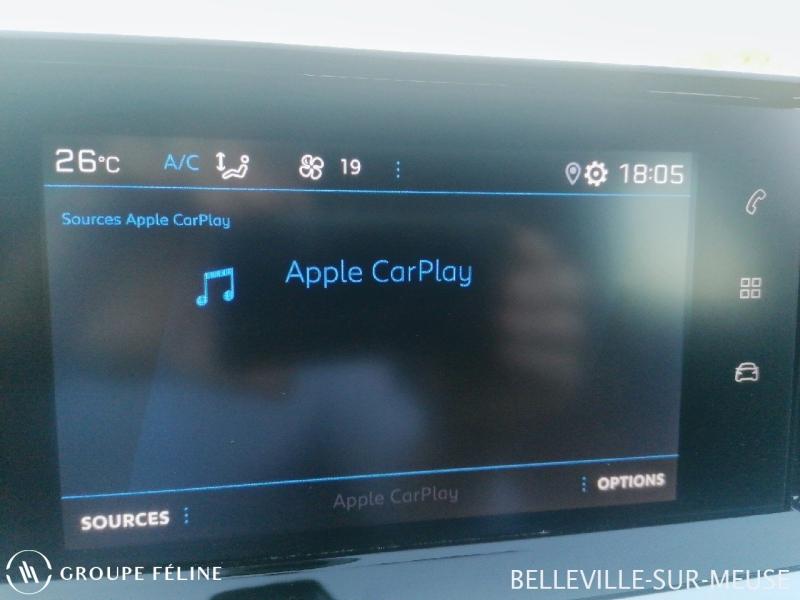 26°C A/C 19 18:05
Sources Apple CarPlay
Apple CarPlay
Apple CarPlay
SOURCES OPTIONS
GROUPE FÉLINE
BELLEVILLE-SUR-MEUSE